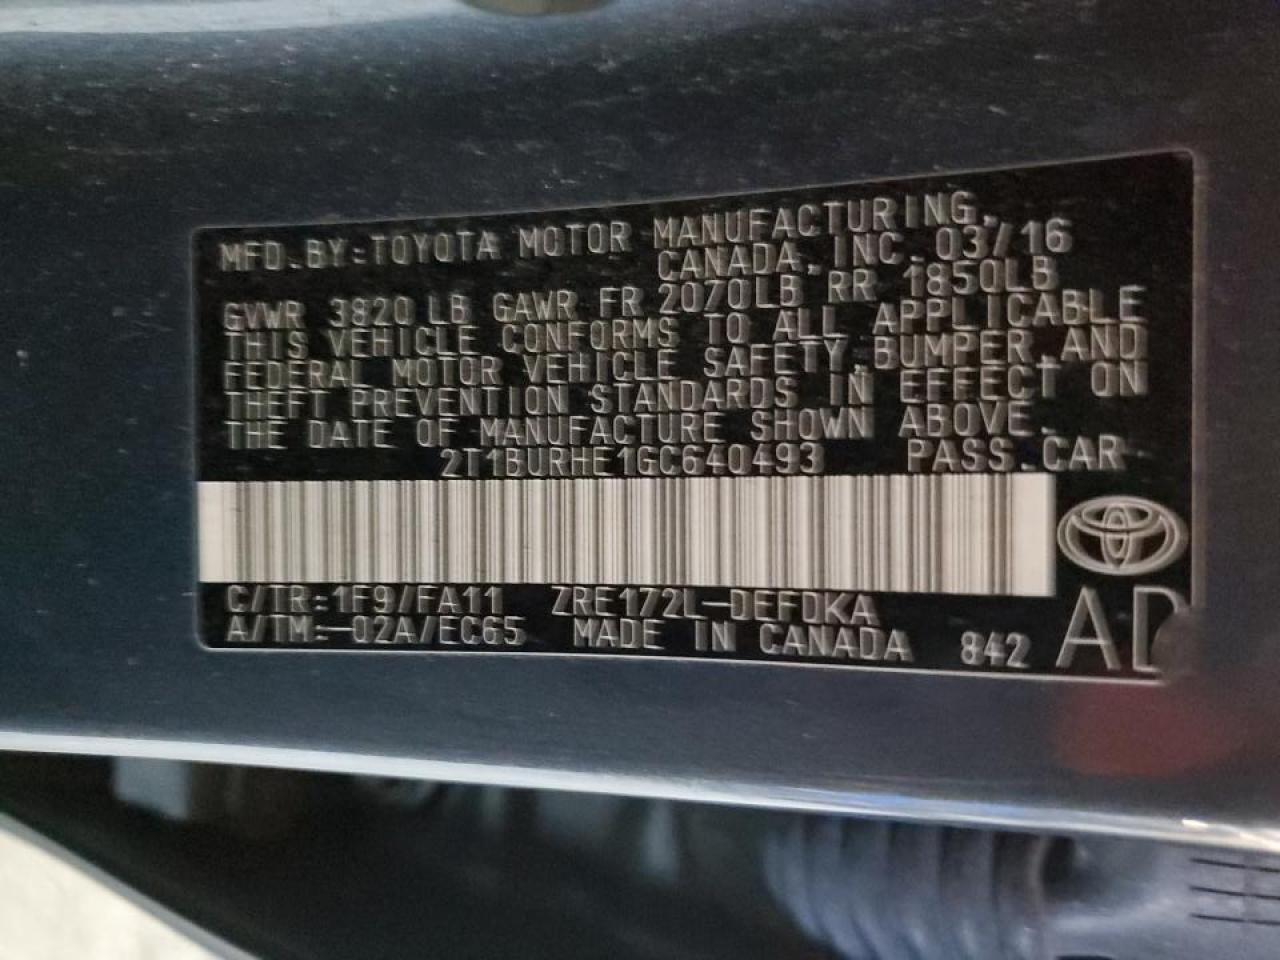 MFD.BY:TOYOTA MOTOR MANUFACTURING,
CANADA, INC. 03/16
GVWR 3820 LB GAWR FR 2070LB RR 1850LB
THIS VEHICLE CONFORMS TO ALL APPLICABLE
FEDERAL MOTOR VEHICLE SAFETY,BUMPER,AND
THEFT PREVENTION STANDARDS IN EFFECT ON
THE DATE OF MANUFACTURE SHOWN ABOVE.
2T1BURHE1GC640493 PASS.CAR
C/TR:1F9/FA11 ZRE172L-DEFDKA
A/TM:-02A/EC65 MADE IN CANADA 842
AD